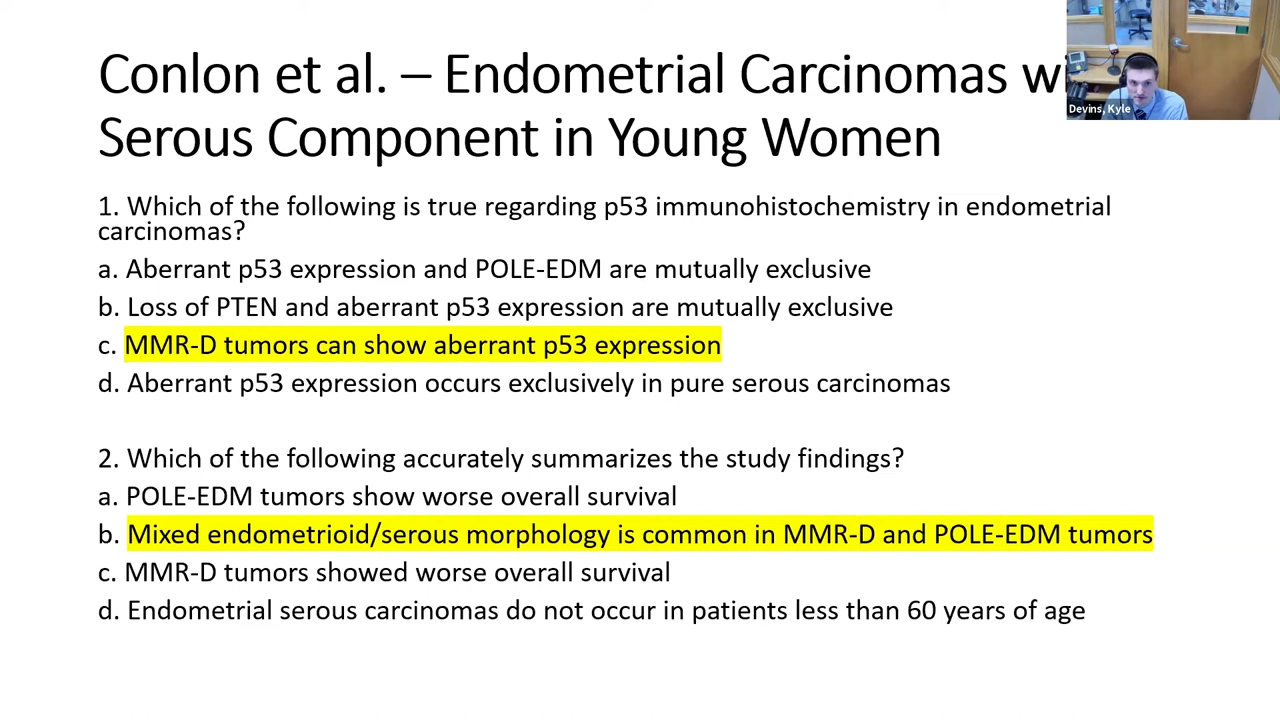 Conlon et al. – Endometrial Carcinomas
Serous Component in Young Women
Devins, Kyle
1. Which of the following is true regarding p53 immunohistochemistry in endometrial
carcinomas?
a. Aberrant p53 expression and POLE-EDM are mutually exclusive
b. Loss of PTEN and aberrant p53 expression are mutually exclusive
c. MMR-D tumors can show aberrant p53 expression
d. Aberrant p53 expression occurs exclusively in pure serous carcinomas
2. Which of the following accurately summarizes the study findings?
a. POLE-EDM tumors show worse overall survival
b. Mixed endometrioid/serous morphology is common in MMR-D and POLE-EDM tumors
c. MMR-D tumors showed worse overall survival
d. Endometrial serous carcinomas do not occur in patients less than 60 years of age